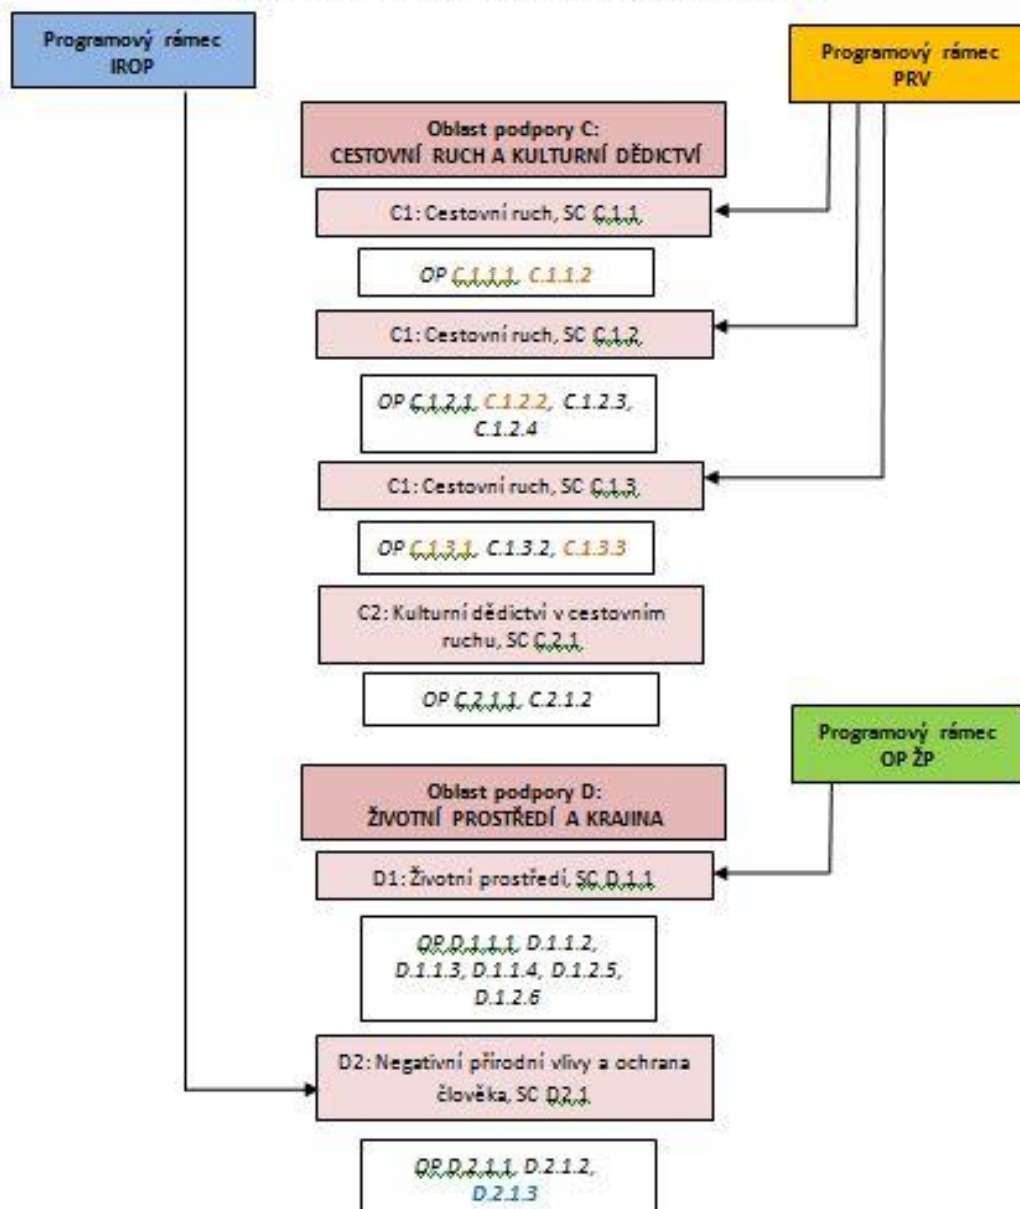 Programový rámec
IROP
Programový rámec
PRV
Oblast podpory C:
CESTOVNÍ RUCH A KULTURNÍ DĚDICTVÍ
C1: Cestovní ruch, SC C.1.1
OP C.1.1.1, C.1.1.2
C1: Cestovní ruch, SC C.1.2
OP C.1.2.1, C.1.2.2, C.1.2.3,
C.1.2.4
C1: Cestovní ruch, SC C.1.3
OP C.1.3.1, C.1.3.2, C.1.3.3
C2: Kulturní dědictví v cestovním
ruchu, SC C.2.1
OP C.2.1.1, C.2.1.2
Programový rámec
OP ŽP
Oblast podpory D:
ŽIVOTNÍ PROSTŘEDÍ A KRAJINA
D1: Životní prostředí, SC D.1.1
OP D.1.1.1, D.1.1.2,
D.1.1.3, D.1.1.4, D.1.2.5,
D.1.2.6
D2: Negativní přírodní vlivy a ochrana
člověka, SC D2.1
OP D.2.1.1, D.2.1.2,
D.2.1.3